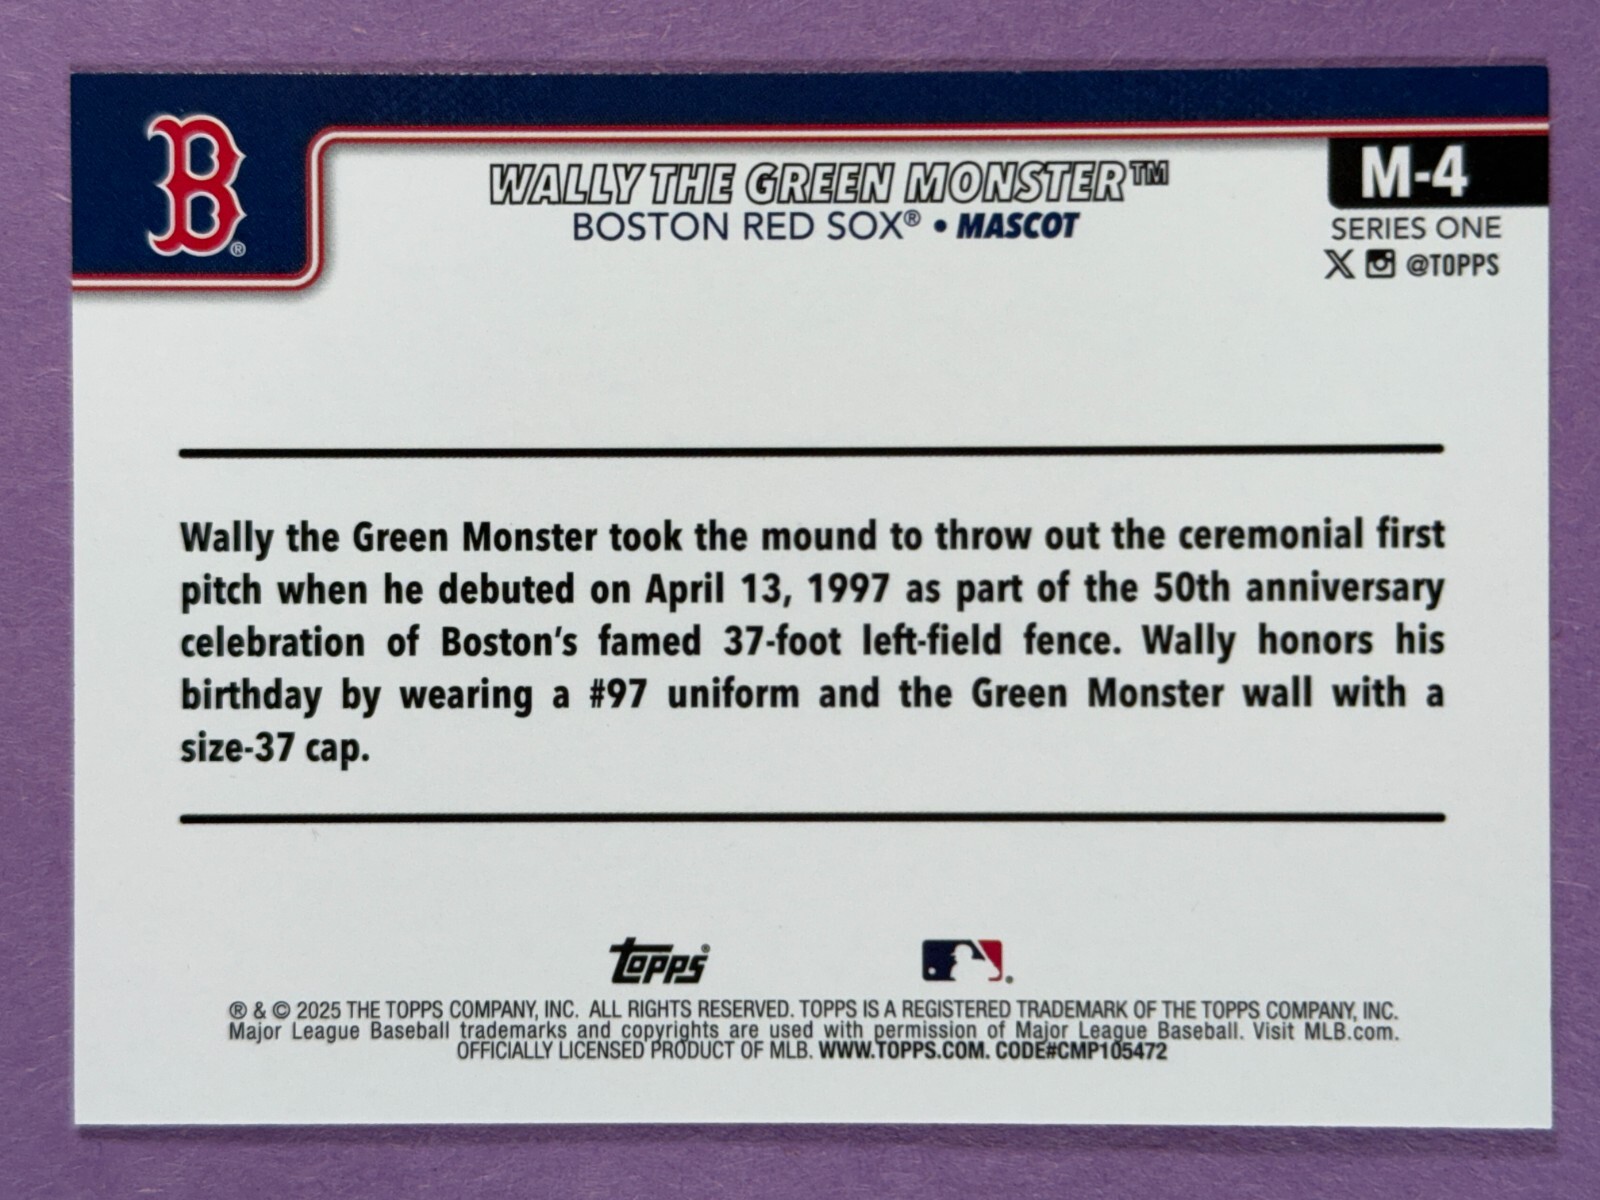 B®
WALLY THE GREEN MONSTER™
BOSTON RED SOX® • MASCOT
M-4
SERIES ONE
X @TOPPS
Wally the Green Monster took the mound to throw out the ceremonial first
pitch when he debuted on April 13, 1997 as part of the 50th anniversary
celebration of Boston's famed 37-foot left-field fence. Wally honors his
birthday by wearing a #97 uniform and the Green Monster wall with a
size-37 cap.
Topps®
® & © 2025 THE TOPPS COMPANY, INC. ALL RIGHTS RESERVED. TOPPS IS A REGISTERED TRADEMARK OF THE TOPPS COMPANY, INC.
Major League Baseball trademarks and copyrights are used with permission of Major League Baseball. Visit MLB.com.
OFFICIALLY LICENSED PRODUCT OF MLB. WWW.TOPPS.COM. CODE#CMP105472